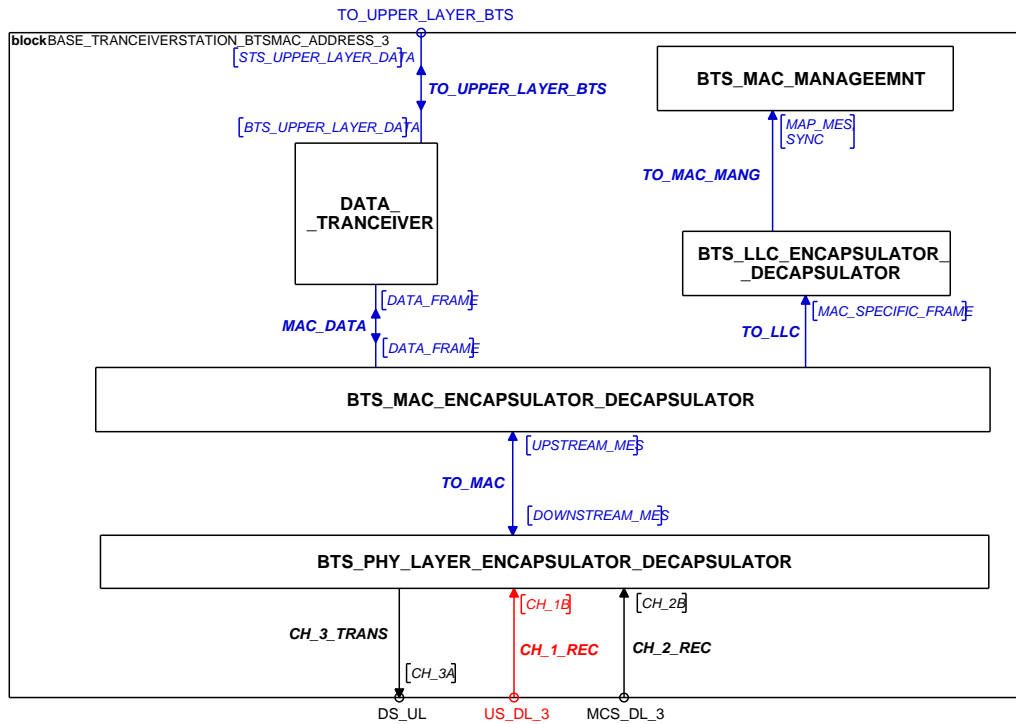 TO_UPPER_LAYER_BTS
blockBASE_TRANCEIVERSTATION_BTSMAC_ADDRESS_3
[STS_UPPER_LAYER_DATA]
TO_UPPER_LAYER_BTS
[BTS_UPPER_LAYER_DATA]
BTS_MAC_MANAGEEMNT
[MAP_MES,
SYNC]
TO_MAC_MANG
DATA_
_TRANCEIVER
BTS_LLC_ENCAPSULATOR_
_DECAPSULATOR
[DATA_FRAME]
MAC_DATA
[DATA_FRAME]
[MAC_SPECIFIC_FRAME]
TO_LLC
BTS_MAC_ENCAPSULATOR_DECAPSULATOR
[UPSTREAM_MES]
TO_MAC
[DOWNSTREAM_MES]
BTS_PHY_LAYER_ENCAPSULATOR_DECAPSULATOR
[CH_1B]
[CH_2B]
CH_3_TRANS
CH_1_REC
CH_2_REC
[CH_3A]
DS_UL
US_DL_3
MCS_DL_3